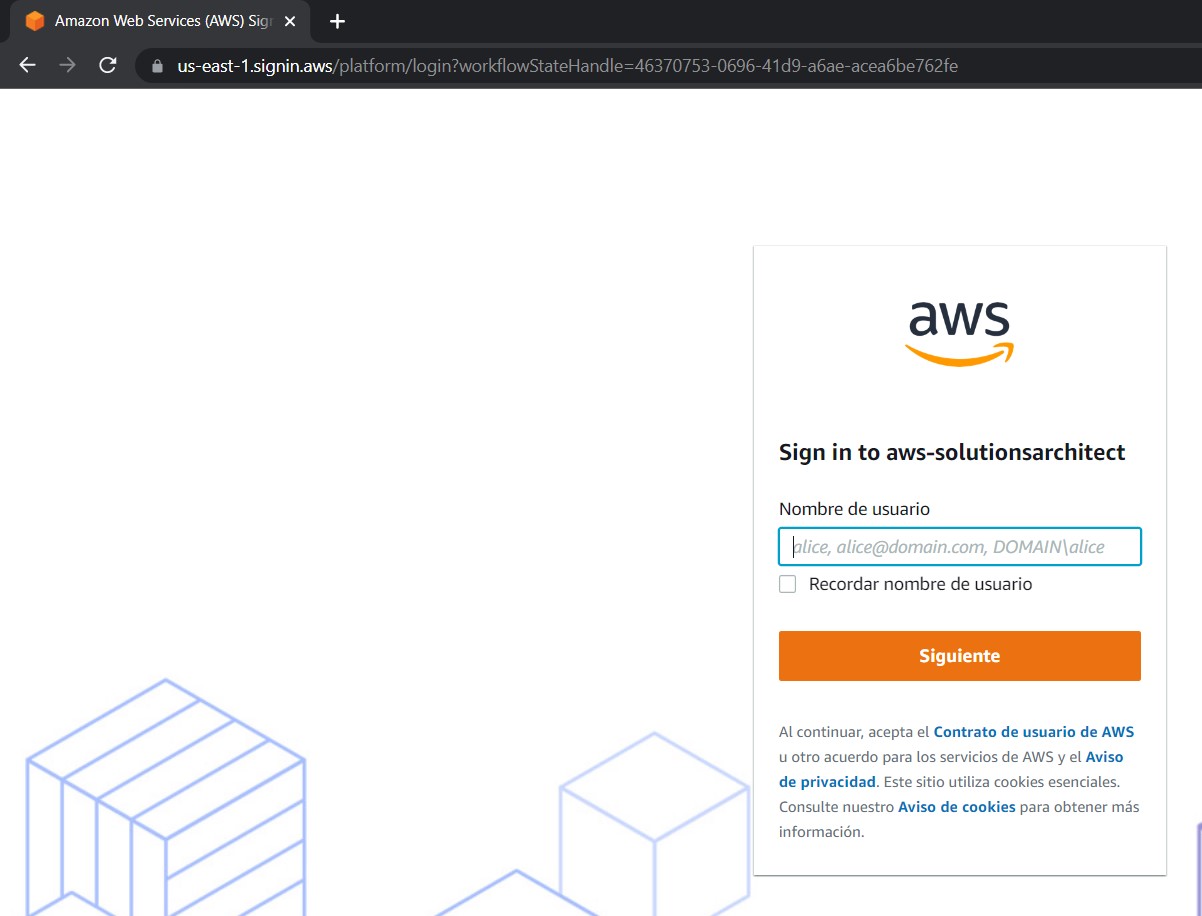 Amazon Web Services (AWS) Sig
us-east-1.signin.aws/platform/login?workflowStateHandle=46370753-0696-41d9-a6ae-acea6be762fe
aws
Sign in to aws-solutionsarchitect
Nombre de usuario
alice, alice@domain.com, DOMAIN\alice
Recordar nombre de usuario
Siguiente
Al continuar, acepta el Contrato de usuario de AWS
u otro acuerdo para los servicios de AWS y el Aviso
de privacidad. Este sitio utiliza cookies esenciales.
Consulte nuestro Aviso de cookies para obtener más
información.